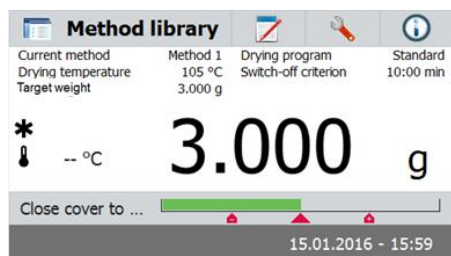 Method library
Current method Method 1 Drying program Standard
Drying temperature 105 °C Switch-off criterion 10:00 min
Target weight 3.000 g
-- °C 3.000 g
Close cover to ...
15.01.2016 - 15:59